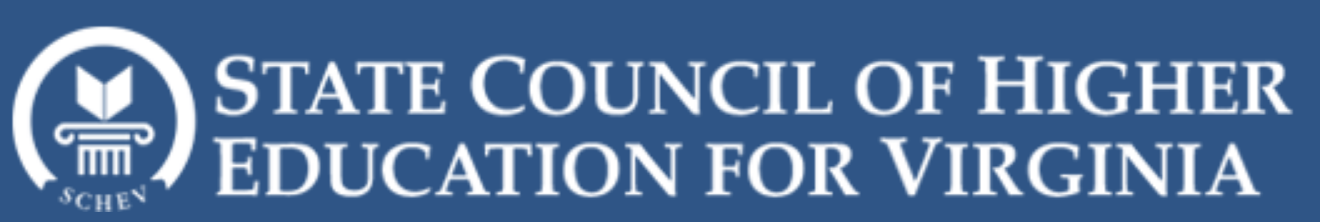 STATE COUNCIL OF HIGHER
EDUCATION FOR VIRGINIA
SCHEV